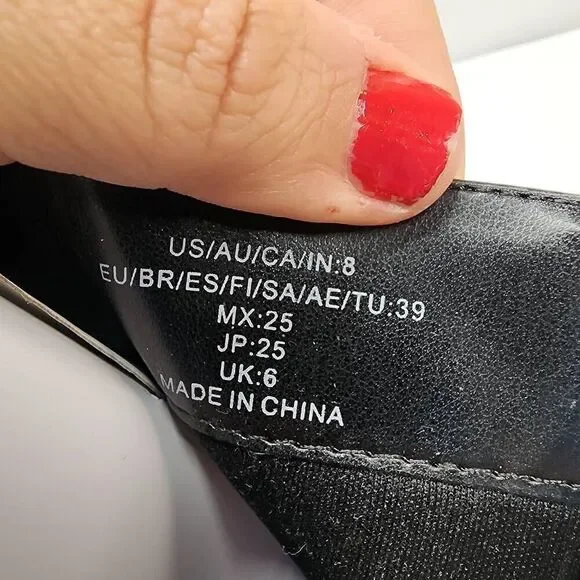 US/AU/CA/IN:8
EU/BR/ES/FI/SA/AE/TU:39
MX:25
JP:25
UK:6
MADE IN CHINA